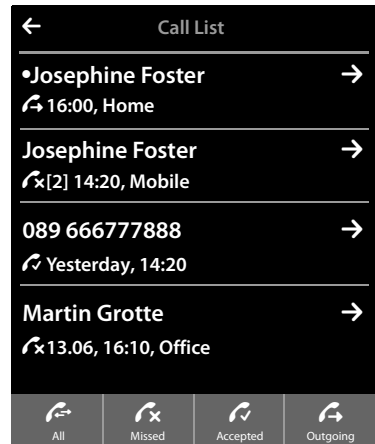 Call List
•Josephine Foster
16:00, Home
Josephine Foster
[2] 14:20, Mobile
089 666777888
Yesterday, 14:20
Martin Grotte
13.06, 16:10, Office
All Missed Accepted Outgoing